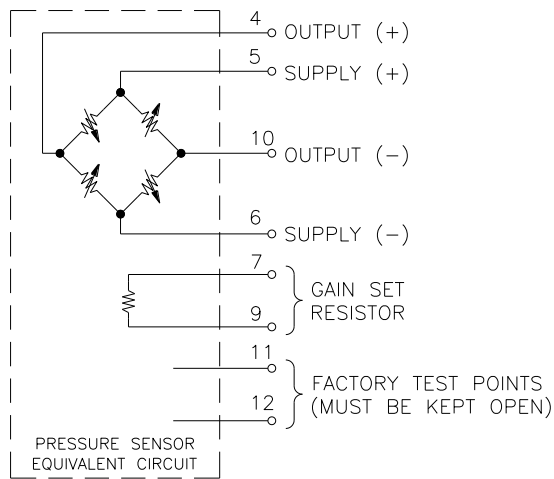 4
OUTPUT (+)
5
SUPPLY (+)
10
OUTPUT (-)
6
SUPPLY (-)
7
GAIN SET
RESISTOR
9
11
FACTORY TEST POINTS
(MUST BE KEPT OPEN)
12
PRESSURE SENSOR
EQUIVALENT CIRCUIT